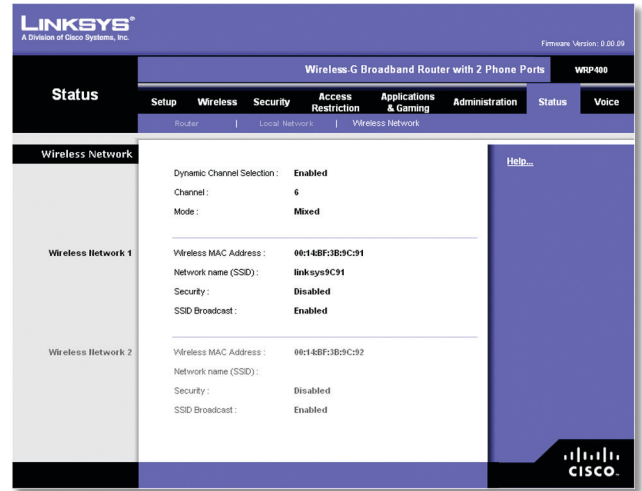 LINKSYS®
A Division of Cisco Systems, Inc.
Firmware Version: 0.00.09
Wireless-G Broadband Router with 2 Phone Ports WRP400
Status
Setup Wireless Security Access Restriction Applications & Gaming Administration Status Voice
Router | Local Network | Wireless Network
Wireless Network
Help...
Dynamic Channel Selection : Enabled
Channel : 6
Mode : Mixed
Wireless Network 1
Wireless MAC Address : 00:14:BF:3B:9C:91
Network name (SSID) : linksys9C91
Security : Disabled
SSID Broadcast : Enabled
Wireless Network 2
Wireless MAC Address : 00:14:BF:3B:9C:92
Network name (SSID) :
Security : Disabled
SSID Broadcast : Enabled
CISCO.